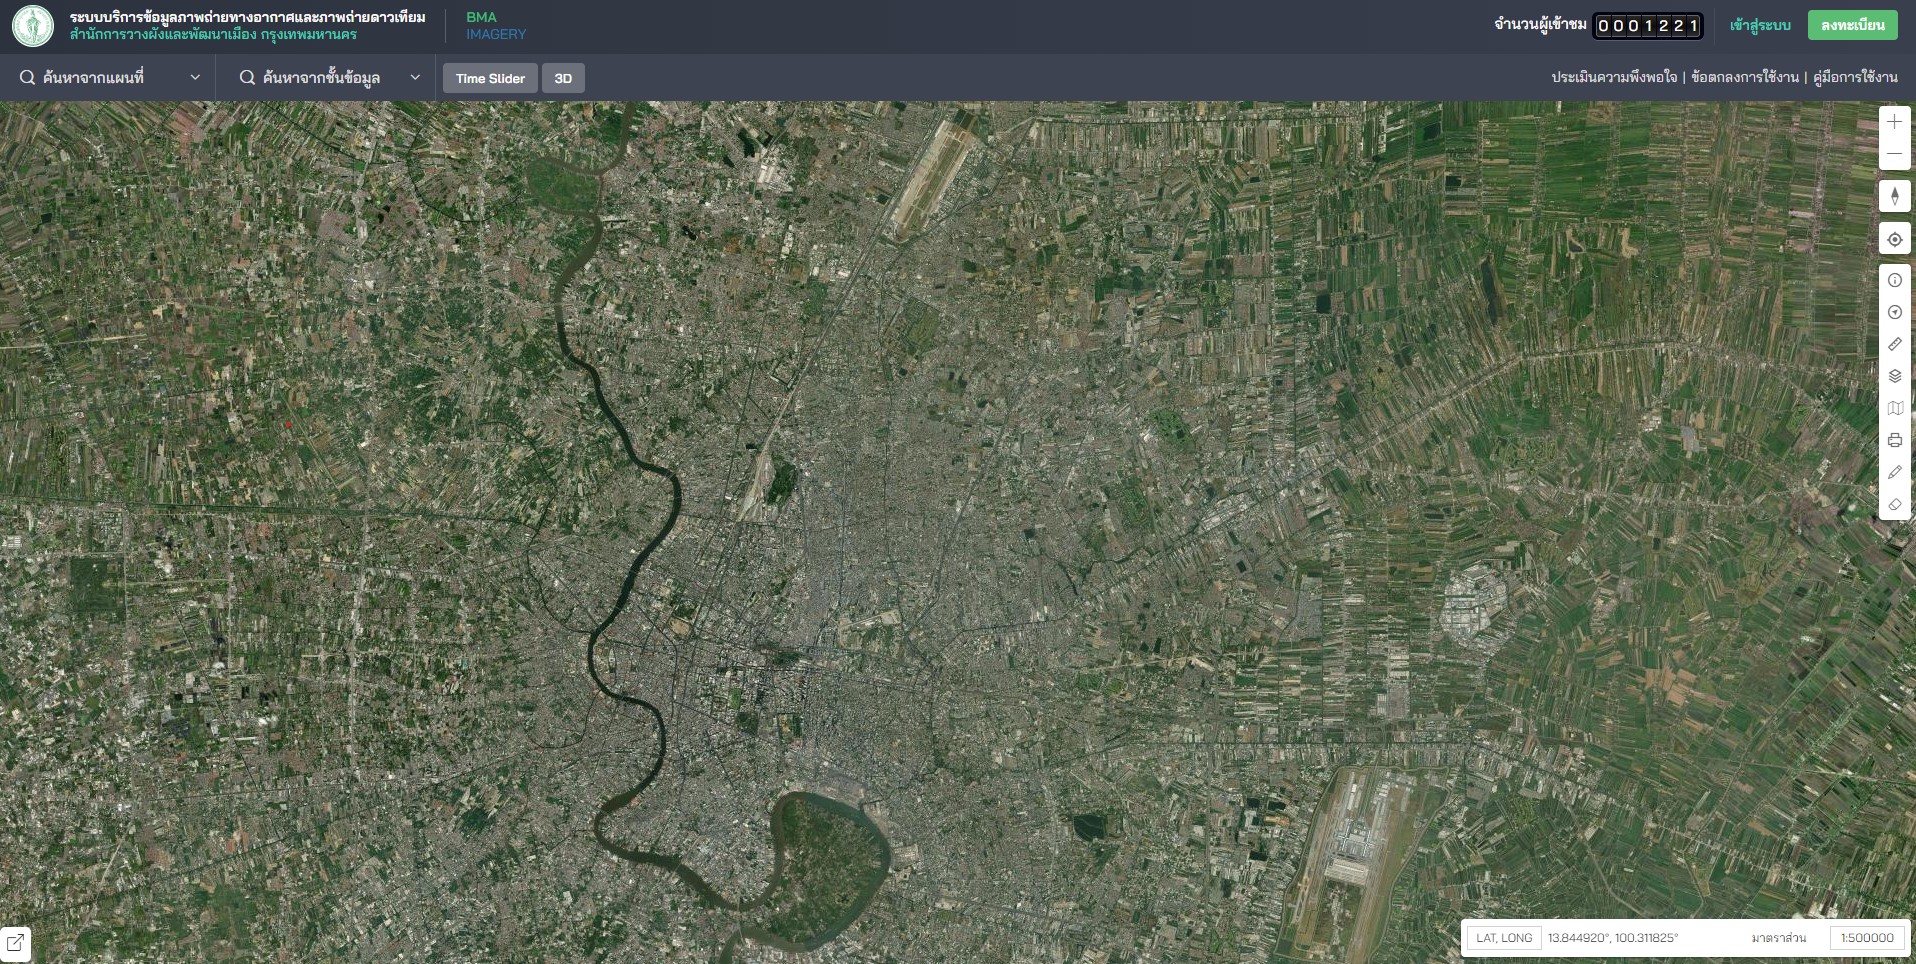 ระบบบริการข้อมูลภาพถ่ายทางอากาศและภาพถ่ายดาวเทียม
สำนักการวางผังและพัฒนาเมือง กรุงเทพมหานคร
BMA
IMAGERY
จำนวนผู้เข้าชม 0001221
เข้าสู่ระบบ
ลงทะเบียน
ค้นหาจากแผนที่
ค้นหาจากชั้นข้อมูล
Time Slider
3D
ประเมินความพึงพอใจ | ข้อตกลงการใช้งาน | คู่มือการใช้งาน
LAT, LONG 13.844920°, 100.311825° มาตราส่วน 1:500000